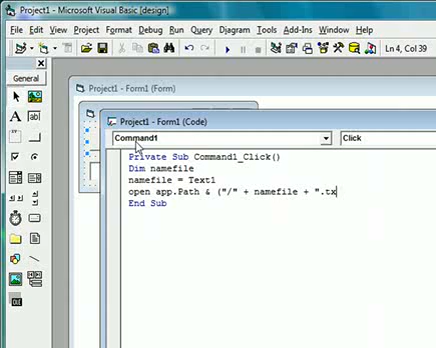 Project1 - Microsoft Visual Basic [design]
File Edit View Project Format Debug Run Query Diagram Tools Add-Ins Window Help
Ln 4, Col 39
General
Project1 - Form1 (Form)
Project1 - Form1 (Code)
Command1 Click
Private Sub Command1_Click()
Dim namefile
namefile = Text1
open app.Path & ("/" + namefile + ".tx
End Sub
A ab|